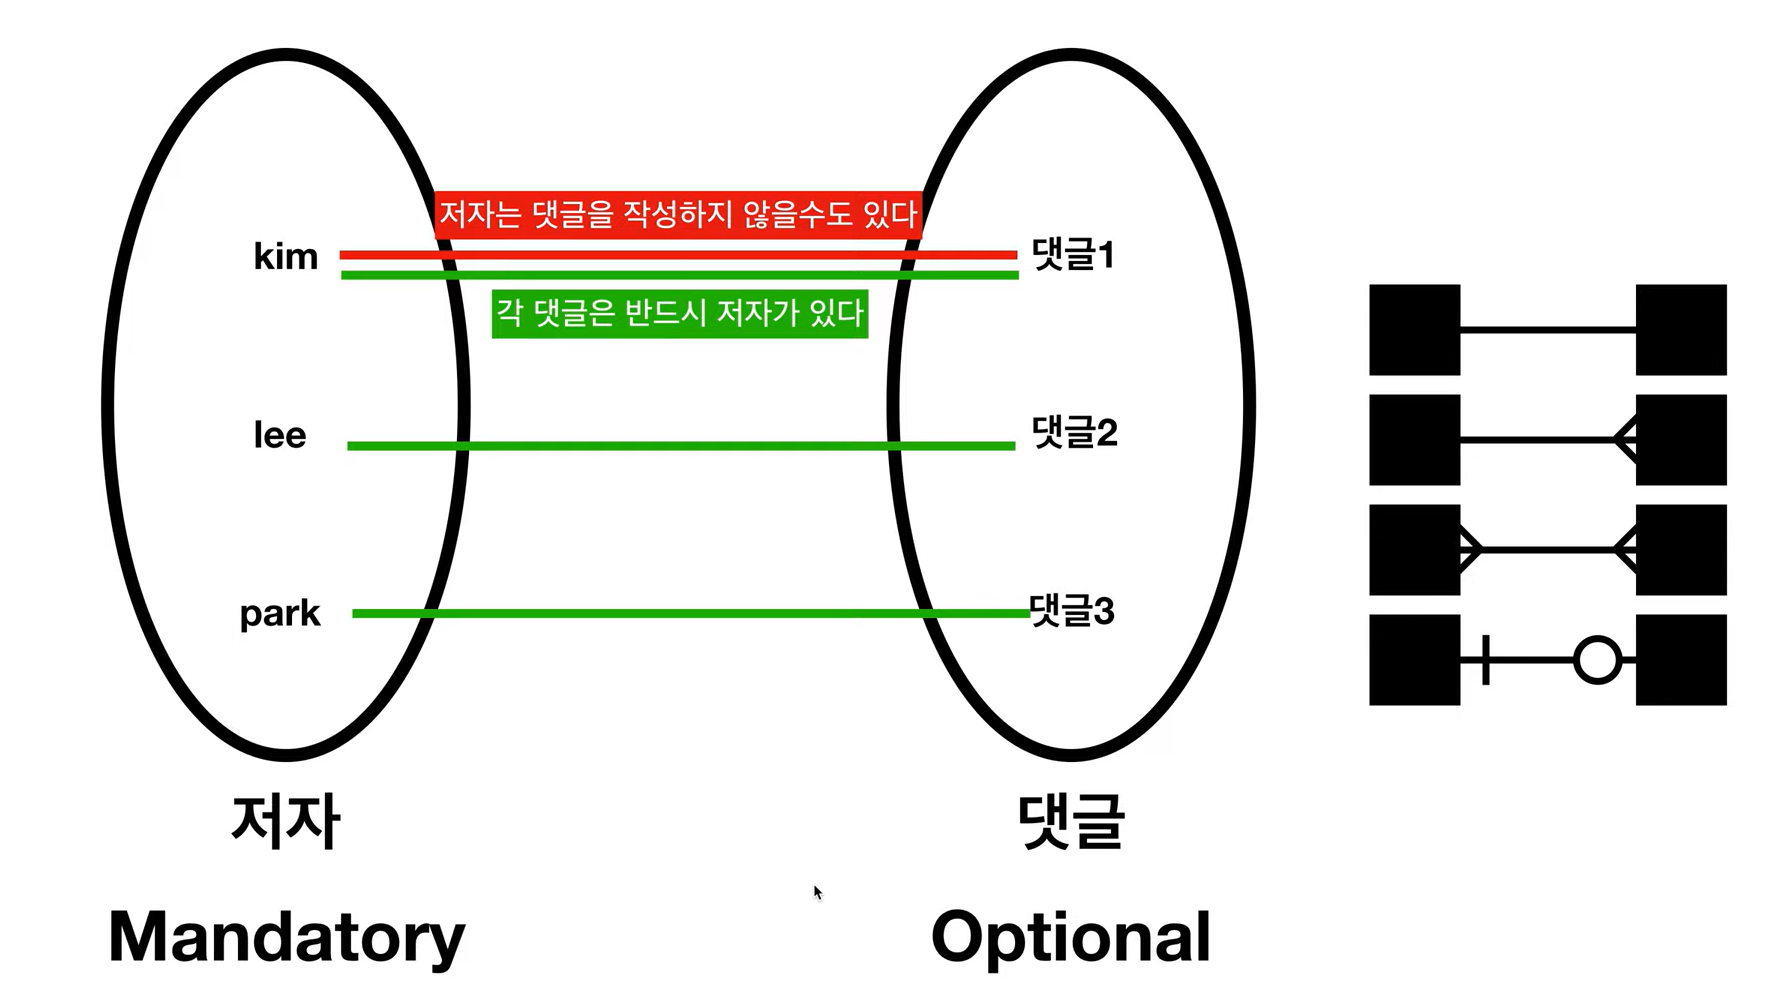 저자는 댓글을 작성하지 않을수도 있다
kim
댓글1
각 댓글은 반드시 저자가 있다
lee
댓글2
park
댓글3
저자
댓글
Mandatory
Optional